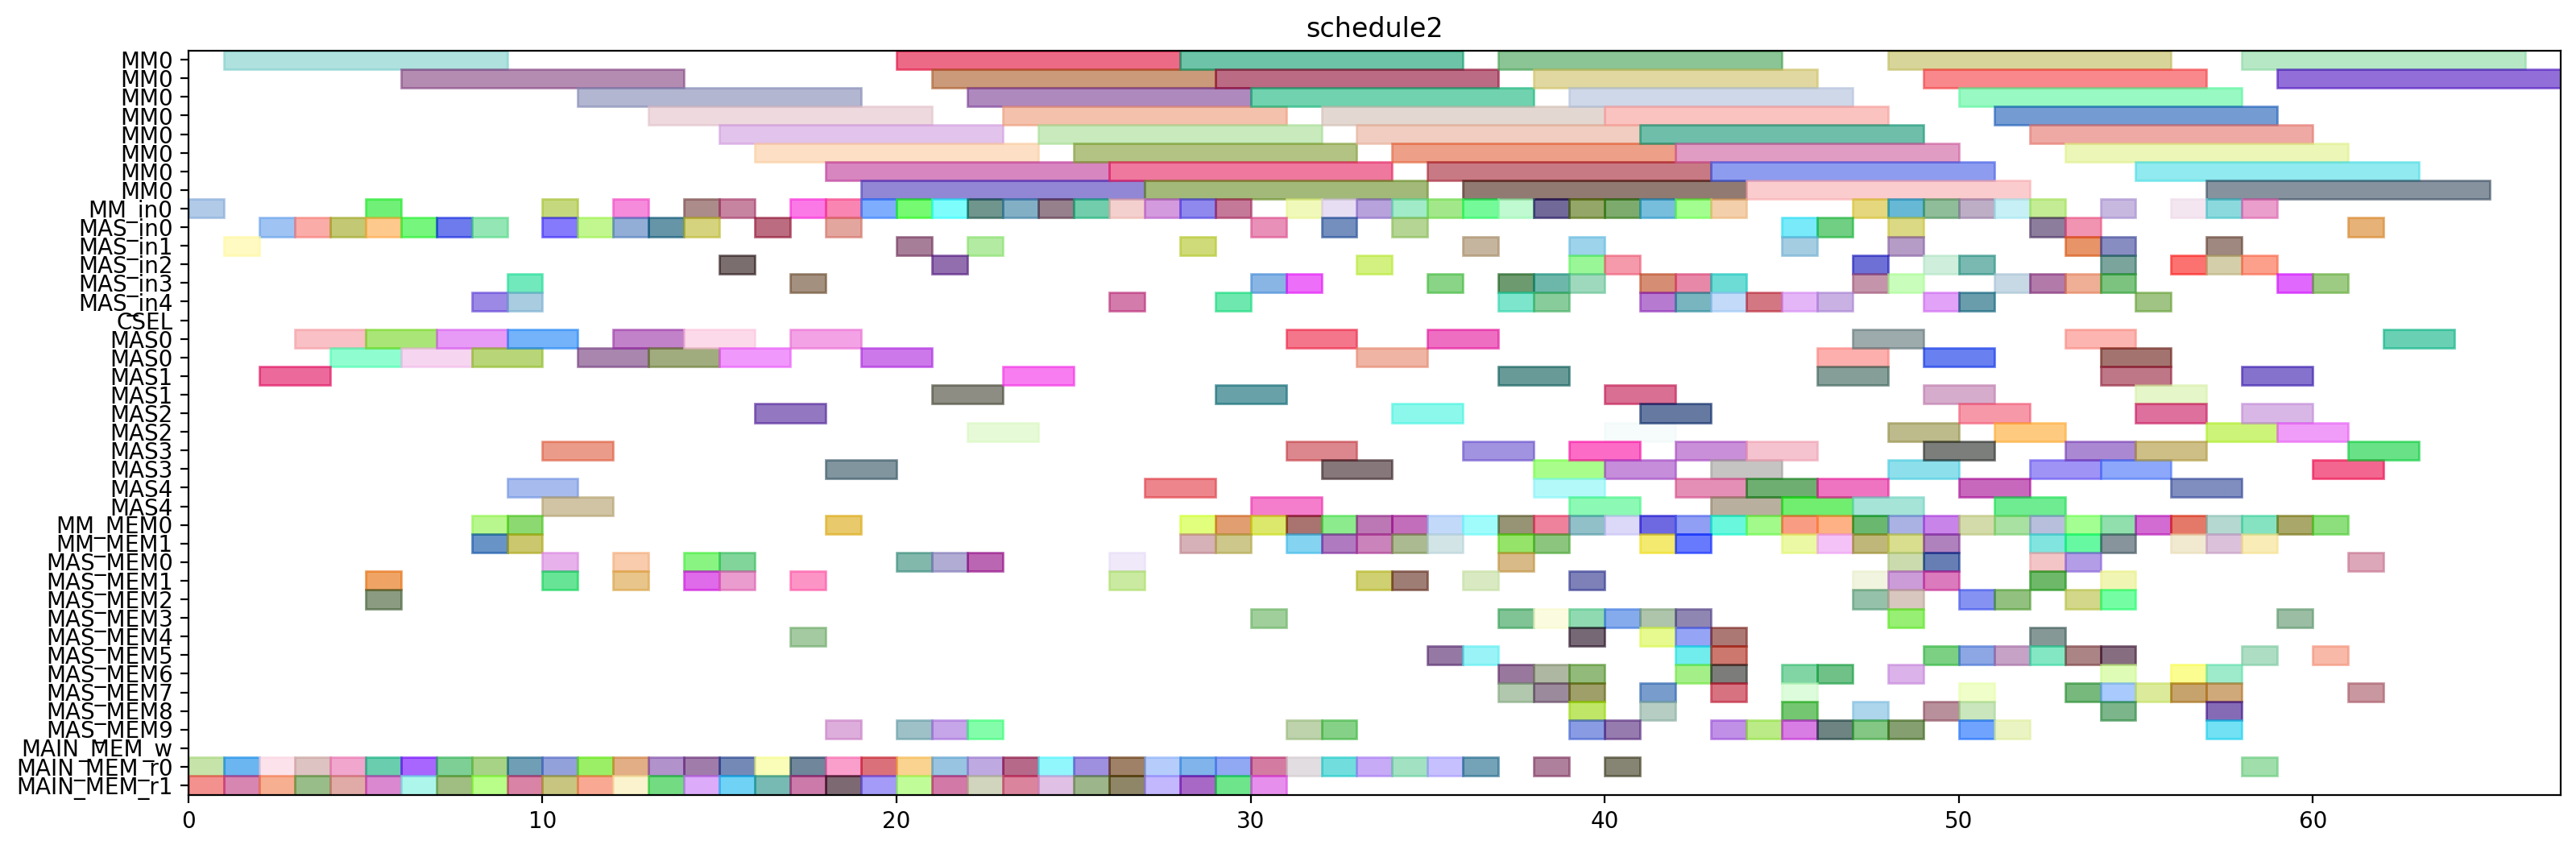 schedule2
MM0
MM0
MM0
MM0
MM0
MM0
MM0
MM0
MM_in0
MAS_in0
MAS_in1
MAS_in2
MAS_in3
MAS_in4
CSEL
MAS0
MAS0
MAS1
MAS1
MAS2
MAS2
MAS3
MAS3
MAS4
MAS4
MM_MEM0
MM_MEM1
MAS_MEM0
MAS_MEM1
MAS_MEM2
MAS_MEM3
MAS_MEM4
MAS_MEM5
MAS_MEM6
MAS_MEM7
MAS_MEM8
MAS_MEM9
MAIN_MEM_w
MAIN_MEM_r0
MAIN_MEM_r1
0 10 20 30 40 50 60